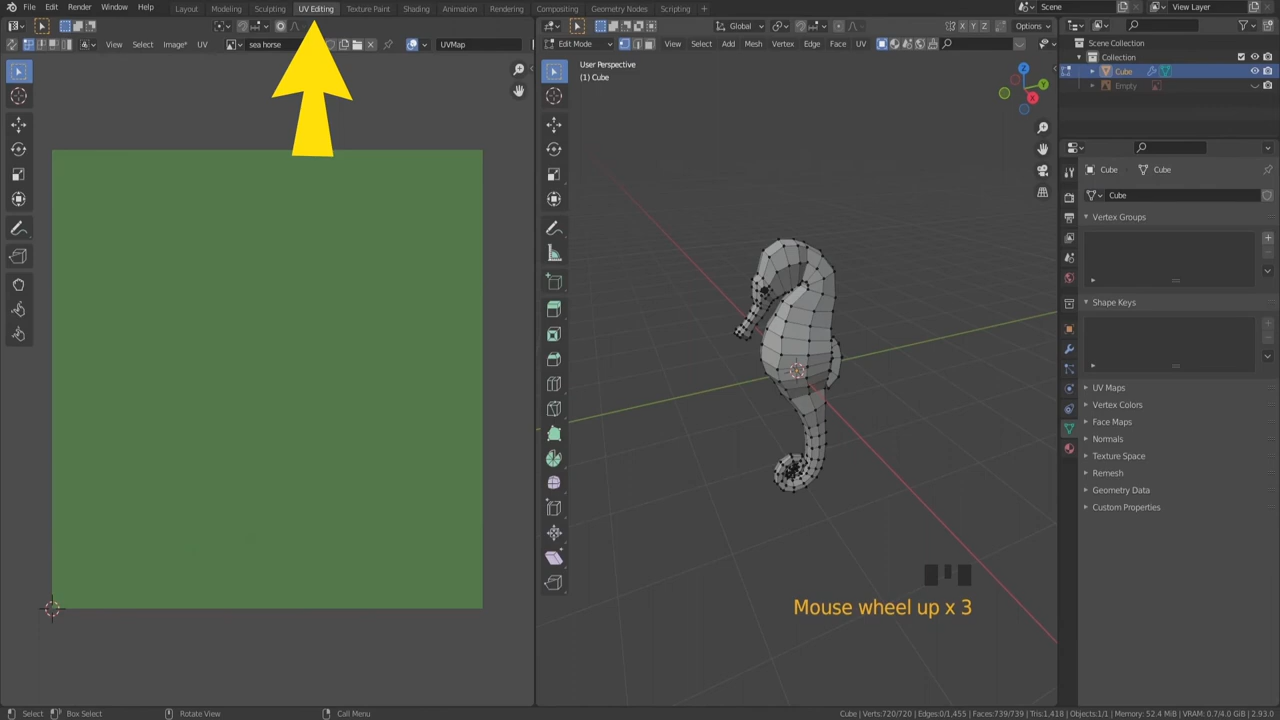 File Edit Render Window Help Layout Modeling Sculpting UV Editing Texture Paint Shading Animation Rendering Compositing Geometry Nodes Scripting + Scene View Layer
Global Options
View Select Image* UV sea horse UVMap Edit Mode View Select Add Mesh Vertex Edge Face UV X Y Z
User Perspective
(1) Cube
Z
Y
X
Scene Collection
Collection
Cube
Empty
Cube Cube
Cube
Vertex Groups
Shape Keys
UV Maps
Vertex Colors
Face Maps
Normals
Texture Space
Remesh
Geometry Data
Custom Properties
Mouse wheel up x 3
Select Box Select Rotate View Call Menu Cube | Verts:720/720 | Edges:0/1,455 | Faces:739/739 | Tris:1,418 | Objects:1/1 | Memory: 52.4 MiB | VRAM: 0.7/4.0 GiB | 2.93.0